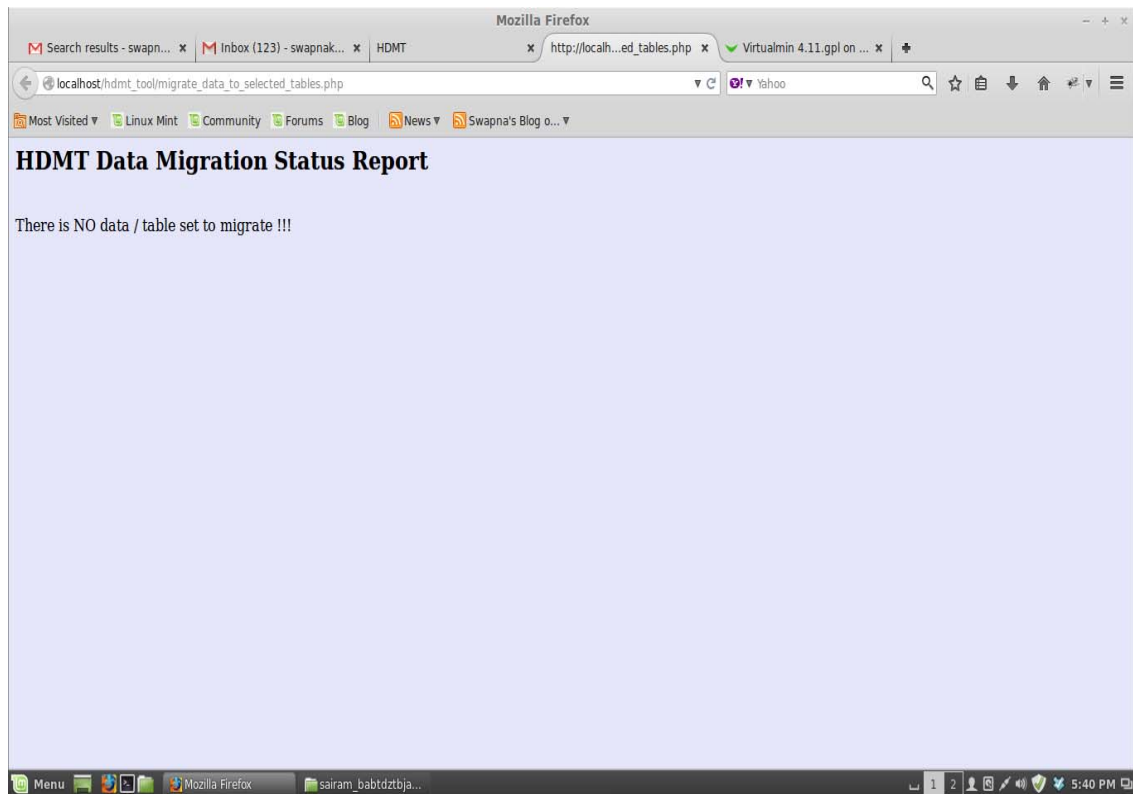 Mozilla Firefox
Search results - swapn...
Inbox (123) - swapnak...
HDMT
http://localh...ed_tables.php
Virtualmin 4.11.gpl on ...
localhost/hdmt_tool/migrate_data_to_selected_tables.php
Yahoo
Most Visited
Linux Mint
Community
Forums
Blog
News
Swapna's Blog o...
HDMT Data Migration Status Report
There is NO data / table set to migrate !!!
Menu
Mozilla Firefox
sairam_babtdztbja...
1
2
5:40 PM